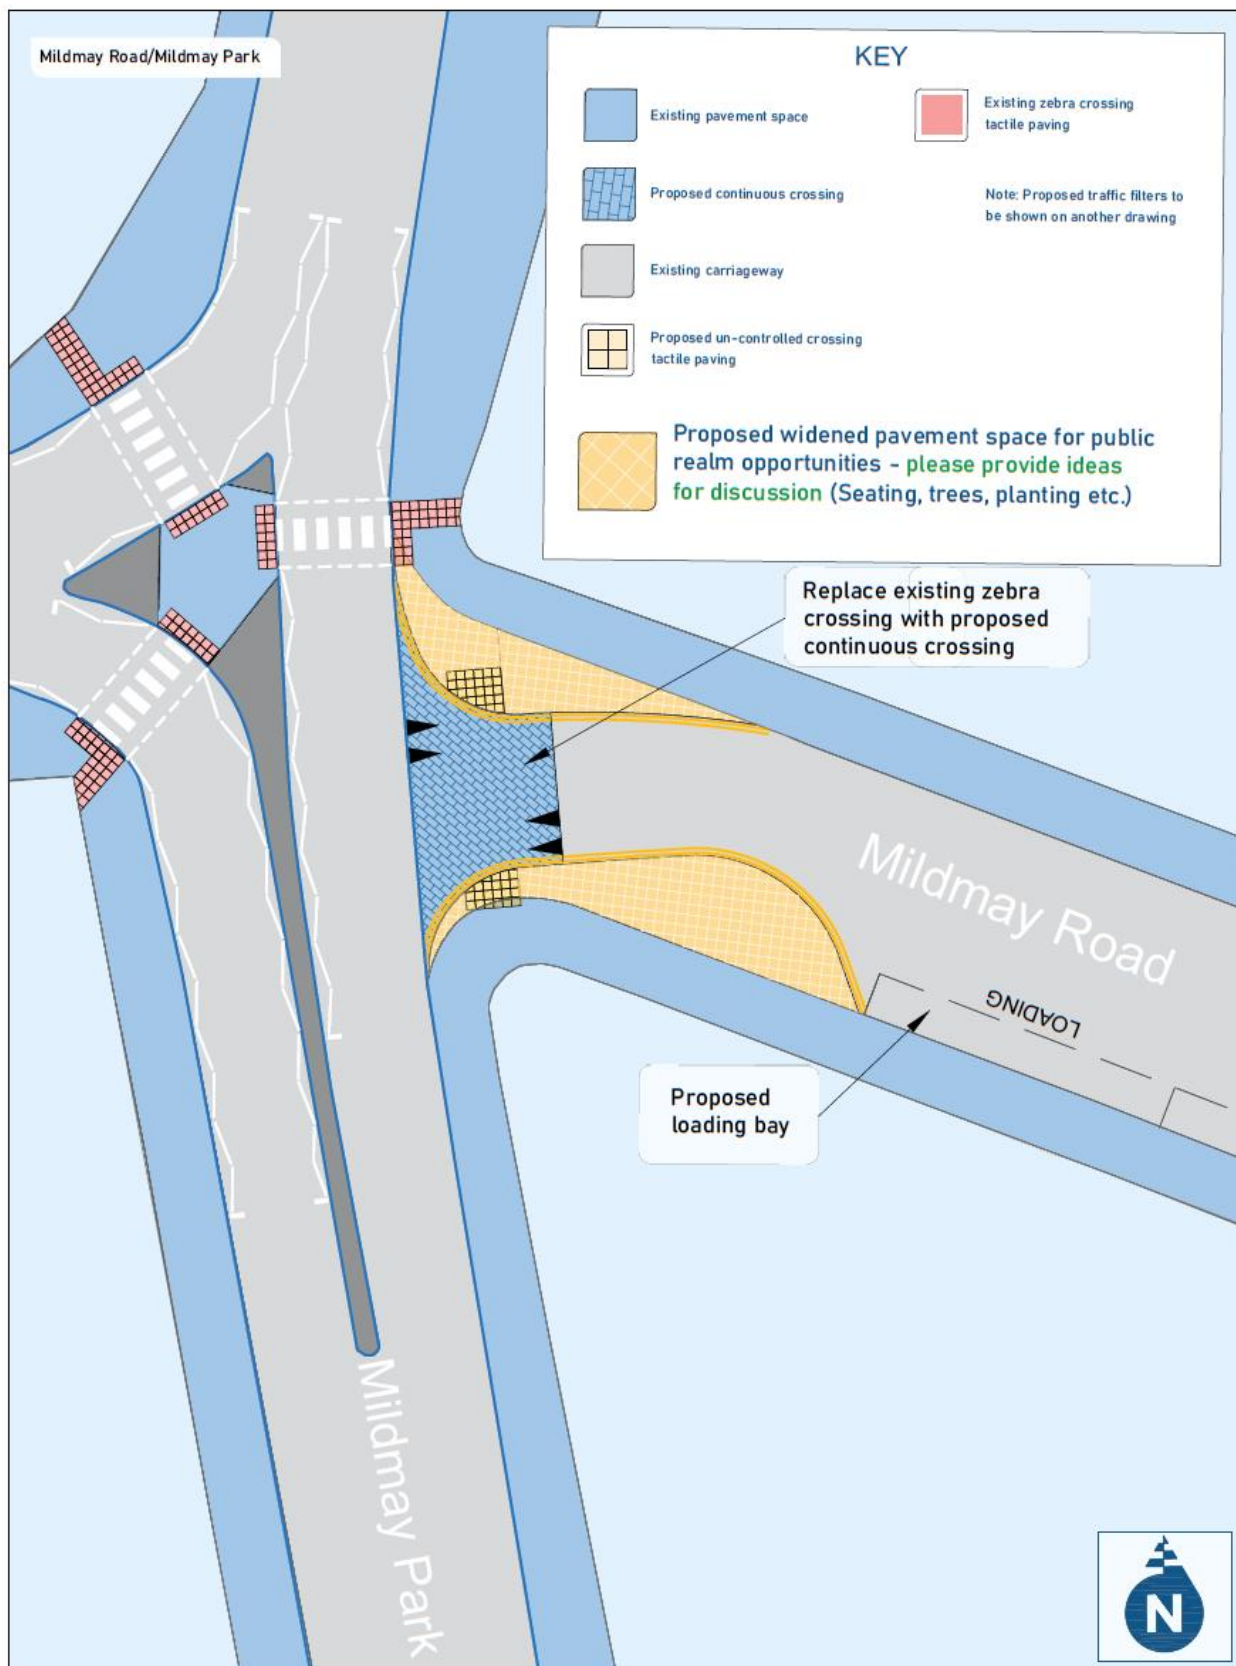 Mildmay Road/Mildmay Park
KEY
Existing pavement space
Existing zebra crossing
tactile paving
Proposed continuous crossing
Note: Proposed traffic filters to
be shown on another drawing
Existing carriageway
Proposed un-controlled crossing
tactile paving
Proposed widened pavement space for public
realm opportunities - please provide ideas
for discussion (Seating, trees, planting etc.)
Replace existing zebra
crossing with proposed
continuous crossing
Mildmay Road
LOADING
Proposed
loading bay
Mildmay Park
N